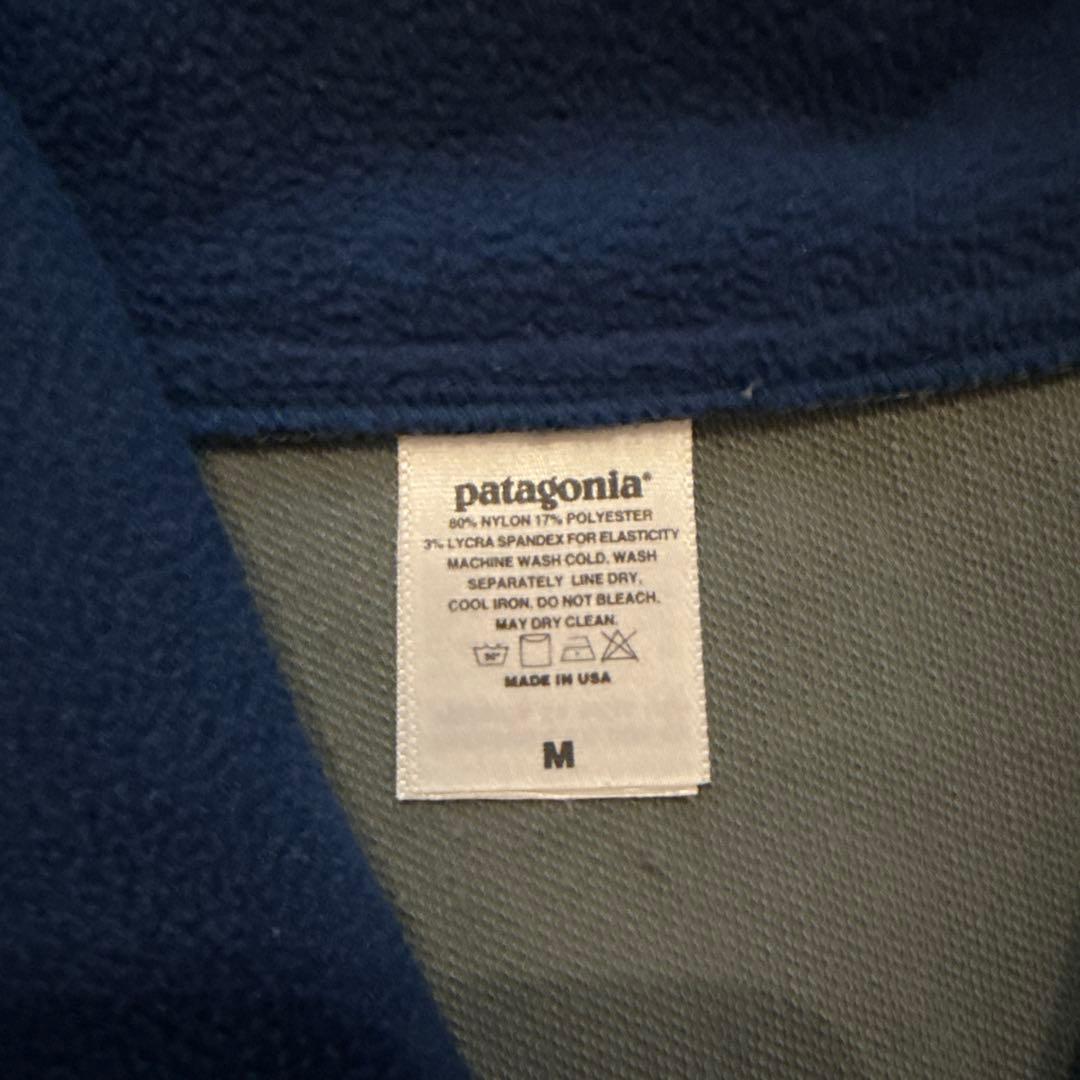 patagonia®
80% NYLON 17% POLYESTER
3% LYCRA SPANDEX FOR ELASTICITY
MACHINE WASH COLD. WASH
SEPARATELY LINE DRY,
COOL IRON. DO NOT BLEACH.
MAY DRY CLEAN.
MADE IN USA
M